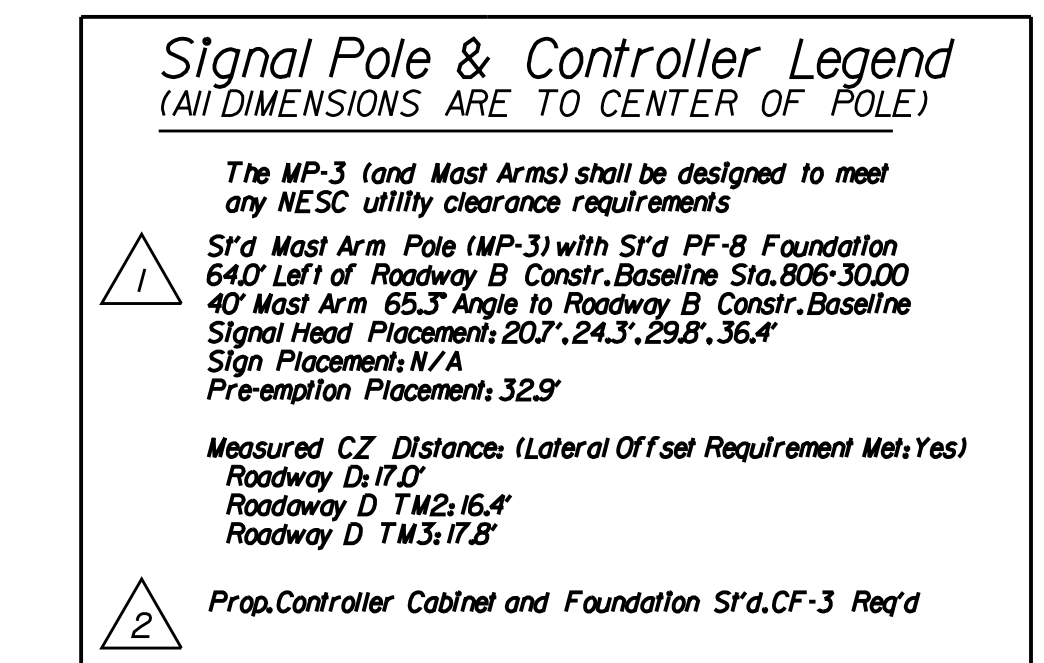 Signal Pole & Controller Legend
(All DIMENSIONS ARE TO CENTER OF POLE)
The MP-3 (and Mast Arms) shall be designed to meet
any NESC utility clearance requirements
1
St'd Mast Arm Pole (MP-3) with St'd PF-8 Foundation
64.0' Left of Roadway B Constr. Baseline Sta. 806+30.00
40' Mast Arm 65.3° Angle to Roadway B Constr. Baseline
Signal Head Placement: 20.7', 24.3', 29.8', 36.4'
Sign Placement: N/A
Pre-emption Placement: 32.9'
Measured CZ Distance: (Lateral Offset Requirement Met: Yes)
Roadway D: 17.0'
Roadaway D TM2: 16.4'
Roadway D TM3: 17.8'
2
Prop. Controller Cabinet and Foundation St'd. CF-3 Req'd